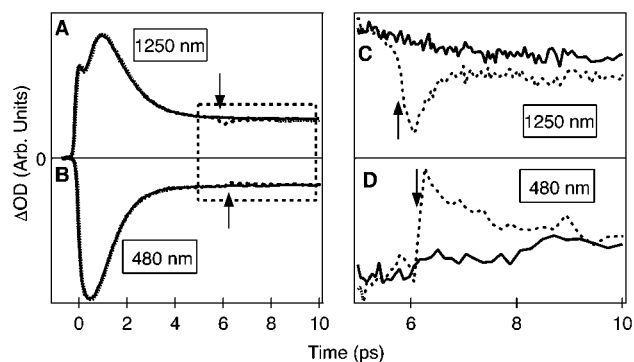 A
1250 nm
C
1250 nm
ΔOD (Arb. Units)
0
B
480 nm
D
480 nm
0 2 4 6 8 10
6 8 10
Time (ps)